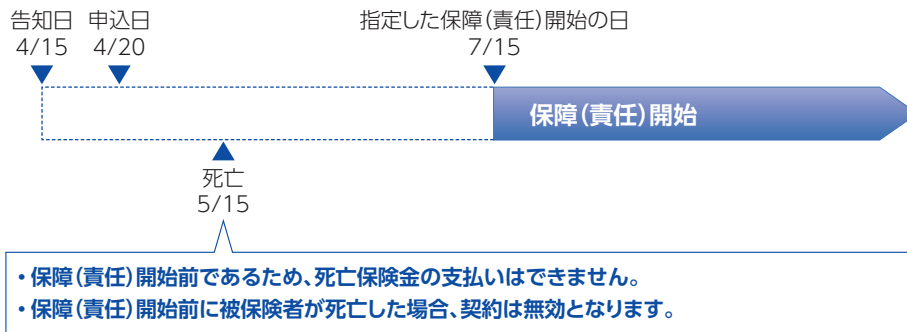 告知日 申込日 指定した保障(責任)開始の日
4/15 4/20 7/15
保障(責任)開始
死亡
5/15
・保障(責任)開始前であるため、死亡保険金の支払いはできません。
・保障(責任)開始前に被保険者が死亡した場合、契約は無効となります。